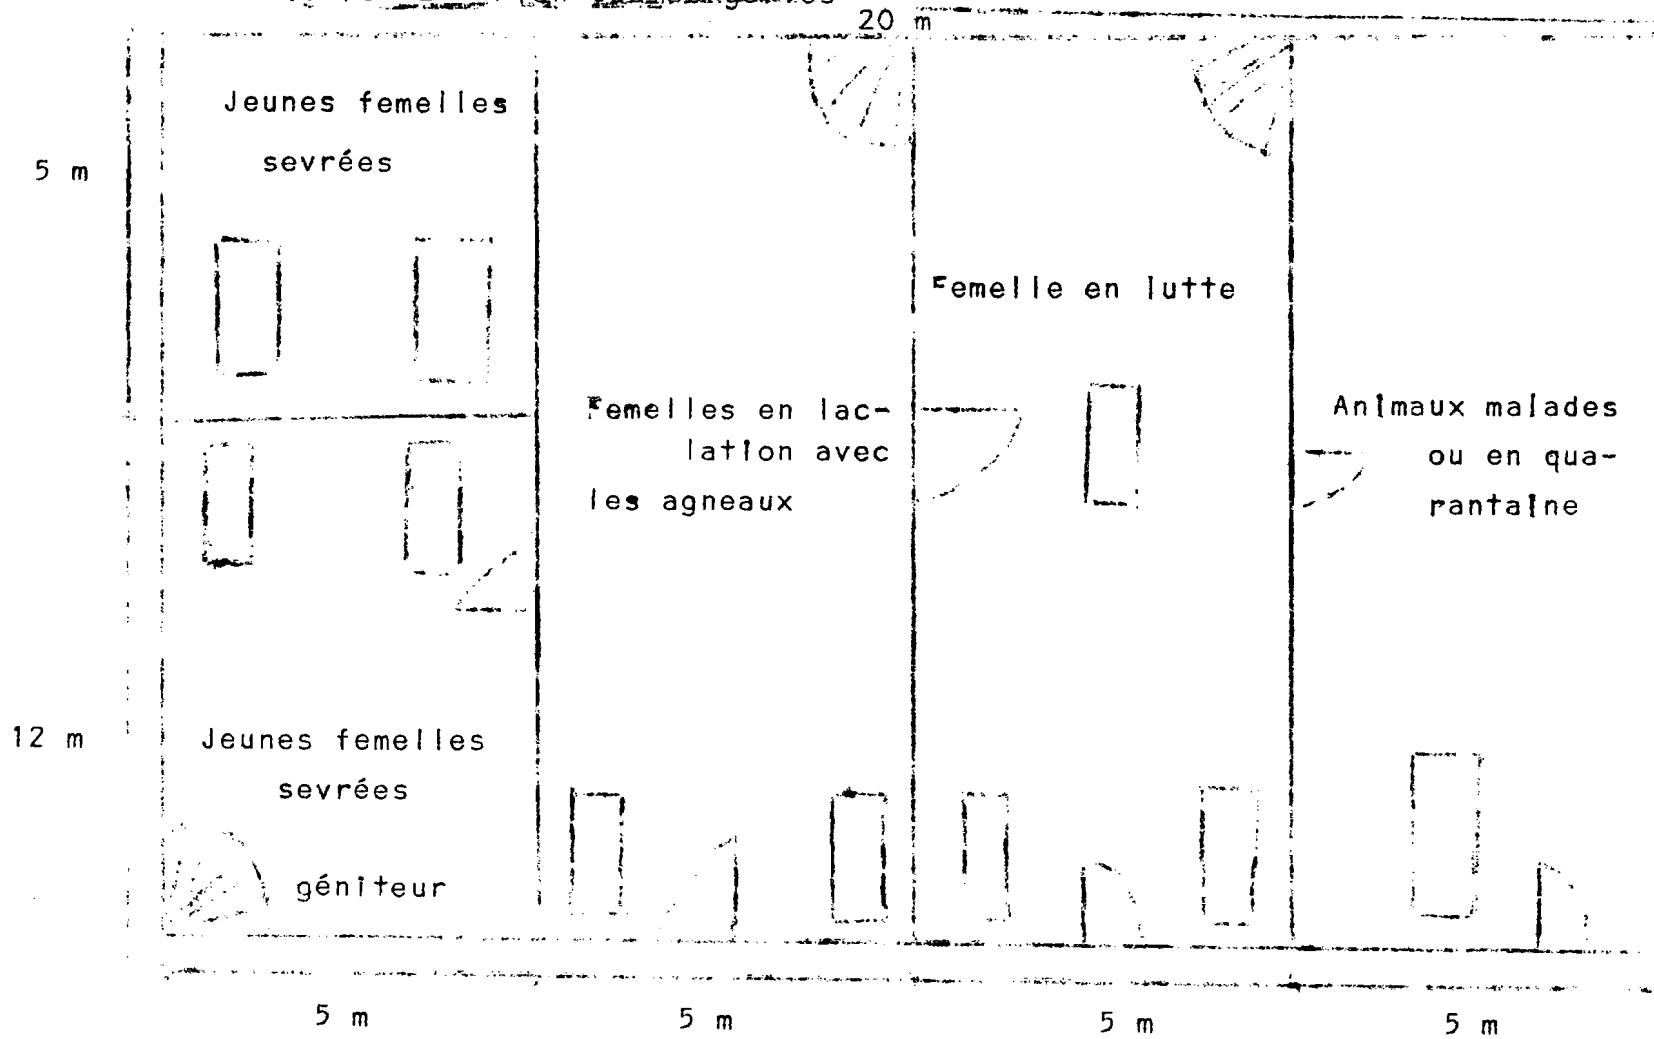 20 m
Jeunes femelles
sevrées
5 m
Femelle en lutte
Femelles en lac-
lation avec
les agneaux
Animaux malades
ou en qua-
rantaine
12 m
Jeunes femelles
sevrées
géniteur
5 m
5 m
5 m
5 m